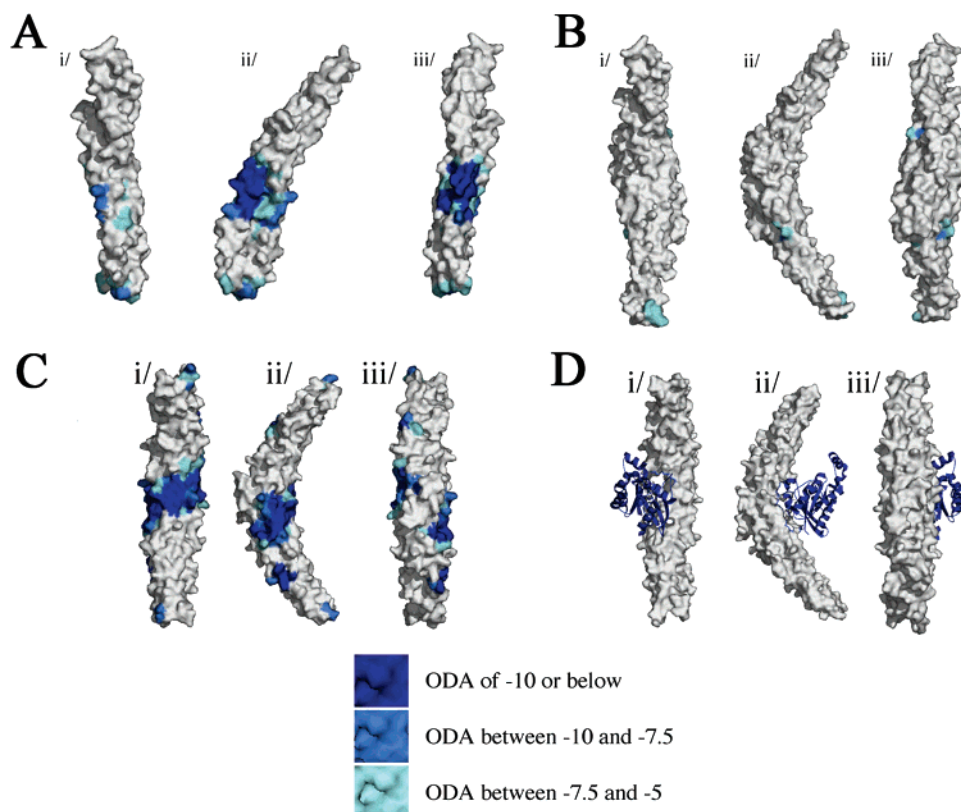 A B
i/ ii/ iii/ i/ ii/ iii/
C D
i/ ii/ iii/ i/ ii/ iii/
ODA of -10 or below
ODA between -10 and -7.5
ODA between -7.5 and -5